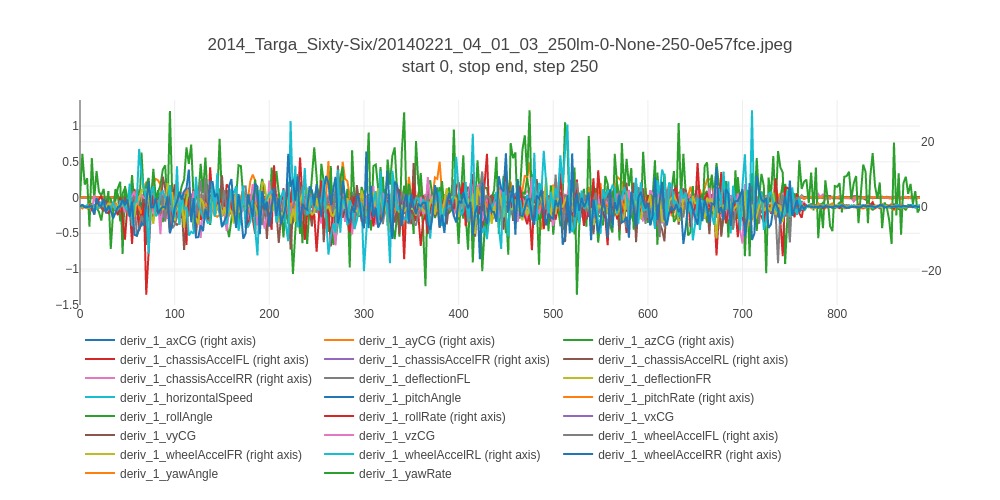 2014_Targa_Sixty-Six/20140221_04_01_03_250lm-0-None-250-0e57fce.jpeg
start 0, stop end, step 250
1
0.5
0
−0.5
−1
−1.5
20
0
−20
0 100 200 300 400 500 600 700 800
deriv_1_axCG (right axis) deriv_1_ayCG (right axis) deriv_1_azCG (right axis)
deriv_1_chassisAccelFL (right axis) deriv_1_chassisAccelFR (right axis) deriv_1_chassisAccelRL (right axis)
deriv_1_chassisAccelRR (right axis) deriv_1_deflectionFL deriv_1_deflectionFR
deriv_1_horizontalSpeed deriv_1_pitchAngle deriv_1_pitchRate (right axis)
deriv_1_rollAngle deriv_1_rollRate (right axis) deriv_1_vxCG
deriv_1_vyCG deriv_1_vzCG deriv_1_wheelAccelFL (right axis)
deriv_1_wheelAccelFR (right axis) deriv_1_wheelAccelRL (right axis) deriv_1_wheelAccelRR (right axis)
deriv_1_yawAngle deriv_1_yawRate